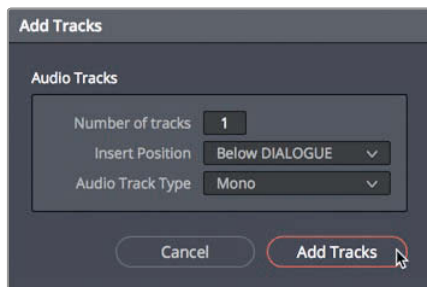 Add Tracks
Audio Tracks
Number of tracks 1
Insert Position Below DIALOGUE
Audio Track Type Mono
Cancel Add Tracks